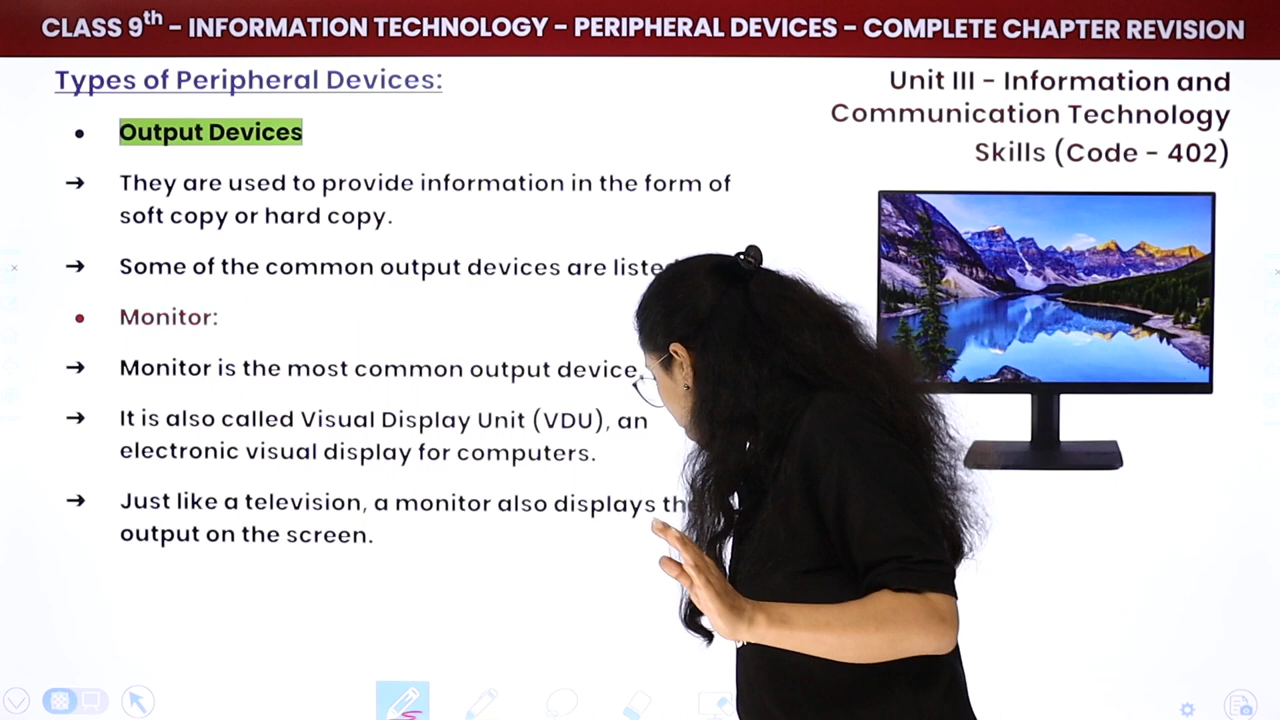 CLASS 9th - INFORMATION TECHNOLOGY - PERIPHERAL DEVICES - COMPLETE CHAPTER REVISION
Types of Peripheral Devices:
Unit III - Information and
Communication Technology
Skills (Code - 402)
• Output Devices
→ They are used to provide information in the form of
soft copy or hard copy.
→ Some of the common output devices are
• Monitor:
→ Monitor is the most common output device.
→ It is also called Visual Display Unit (VDU), an
electronic visual display for computers.
→ Just like a television, a monitor also displays
output on the screen.